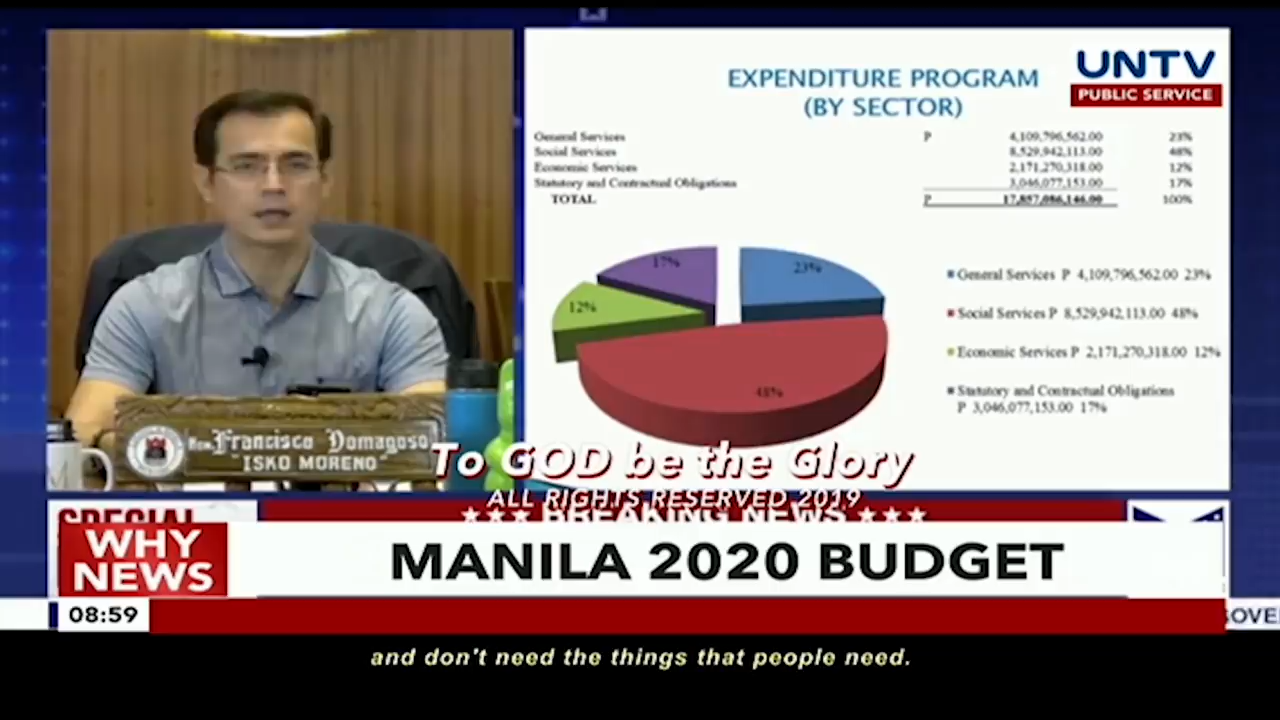 EXPENDITURE PROGRAM
(BY SECTOR)
UNTV
PUBLIC SERVICE
General Services P 4,109,796,562.00 23%
Social Services 8,529,942,113.00 48%
Economic Services 2,171,270,318.00 12%
Statutory and Contractual Obligations 3,046,077,153.00 17%
TOTAL P 17,857,086,146.00 100%
17%
23%
12%
48%
General Services P 4,109,796,562.00 23%
Social Services P 8,529,942,113.00 48%
Economic Services P 2,171,270,318.00 12%
Statutory and Contractual Obligations
P 3,046,077,153.00 17%
Hon. Francisco Domagoso
"ISKO MORENO"
To GOD be the Glory
ALL RIGHTS RESERVED 2019
SPECIAL
★★★ BREAKING NEWS ★★★
WHY
NEWS
MANILA 2020 BUDGET
08:59
and don't need the things that people need.